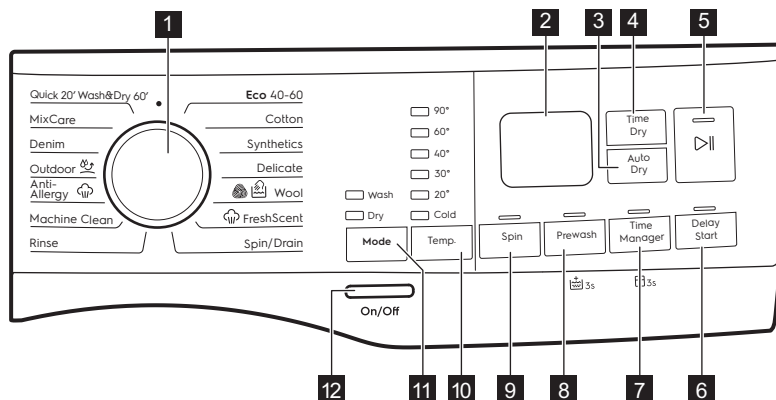 1
2
3
4
5
Quick 20' Wash&Dry 60'
MixCare
Denim
Outdoor
Anti-
Allergy
Machine Clean
Rinse
Eco 40-60
Cotton
Synthetics
Delicate
Wool
FreshScent
Spin/Drain
90°
60°
40°
30°
20°
Cold
Wash
Dry
Mode
Temp.
Time
Dry
Auto
Dry
Spin
Prewash
Time
Manager
Delay
Start
3s
3s
On/Off
12
11
10
9
8
7
6